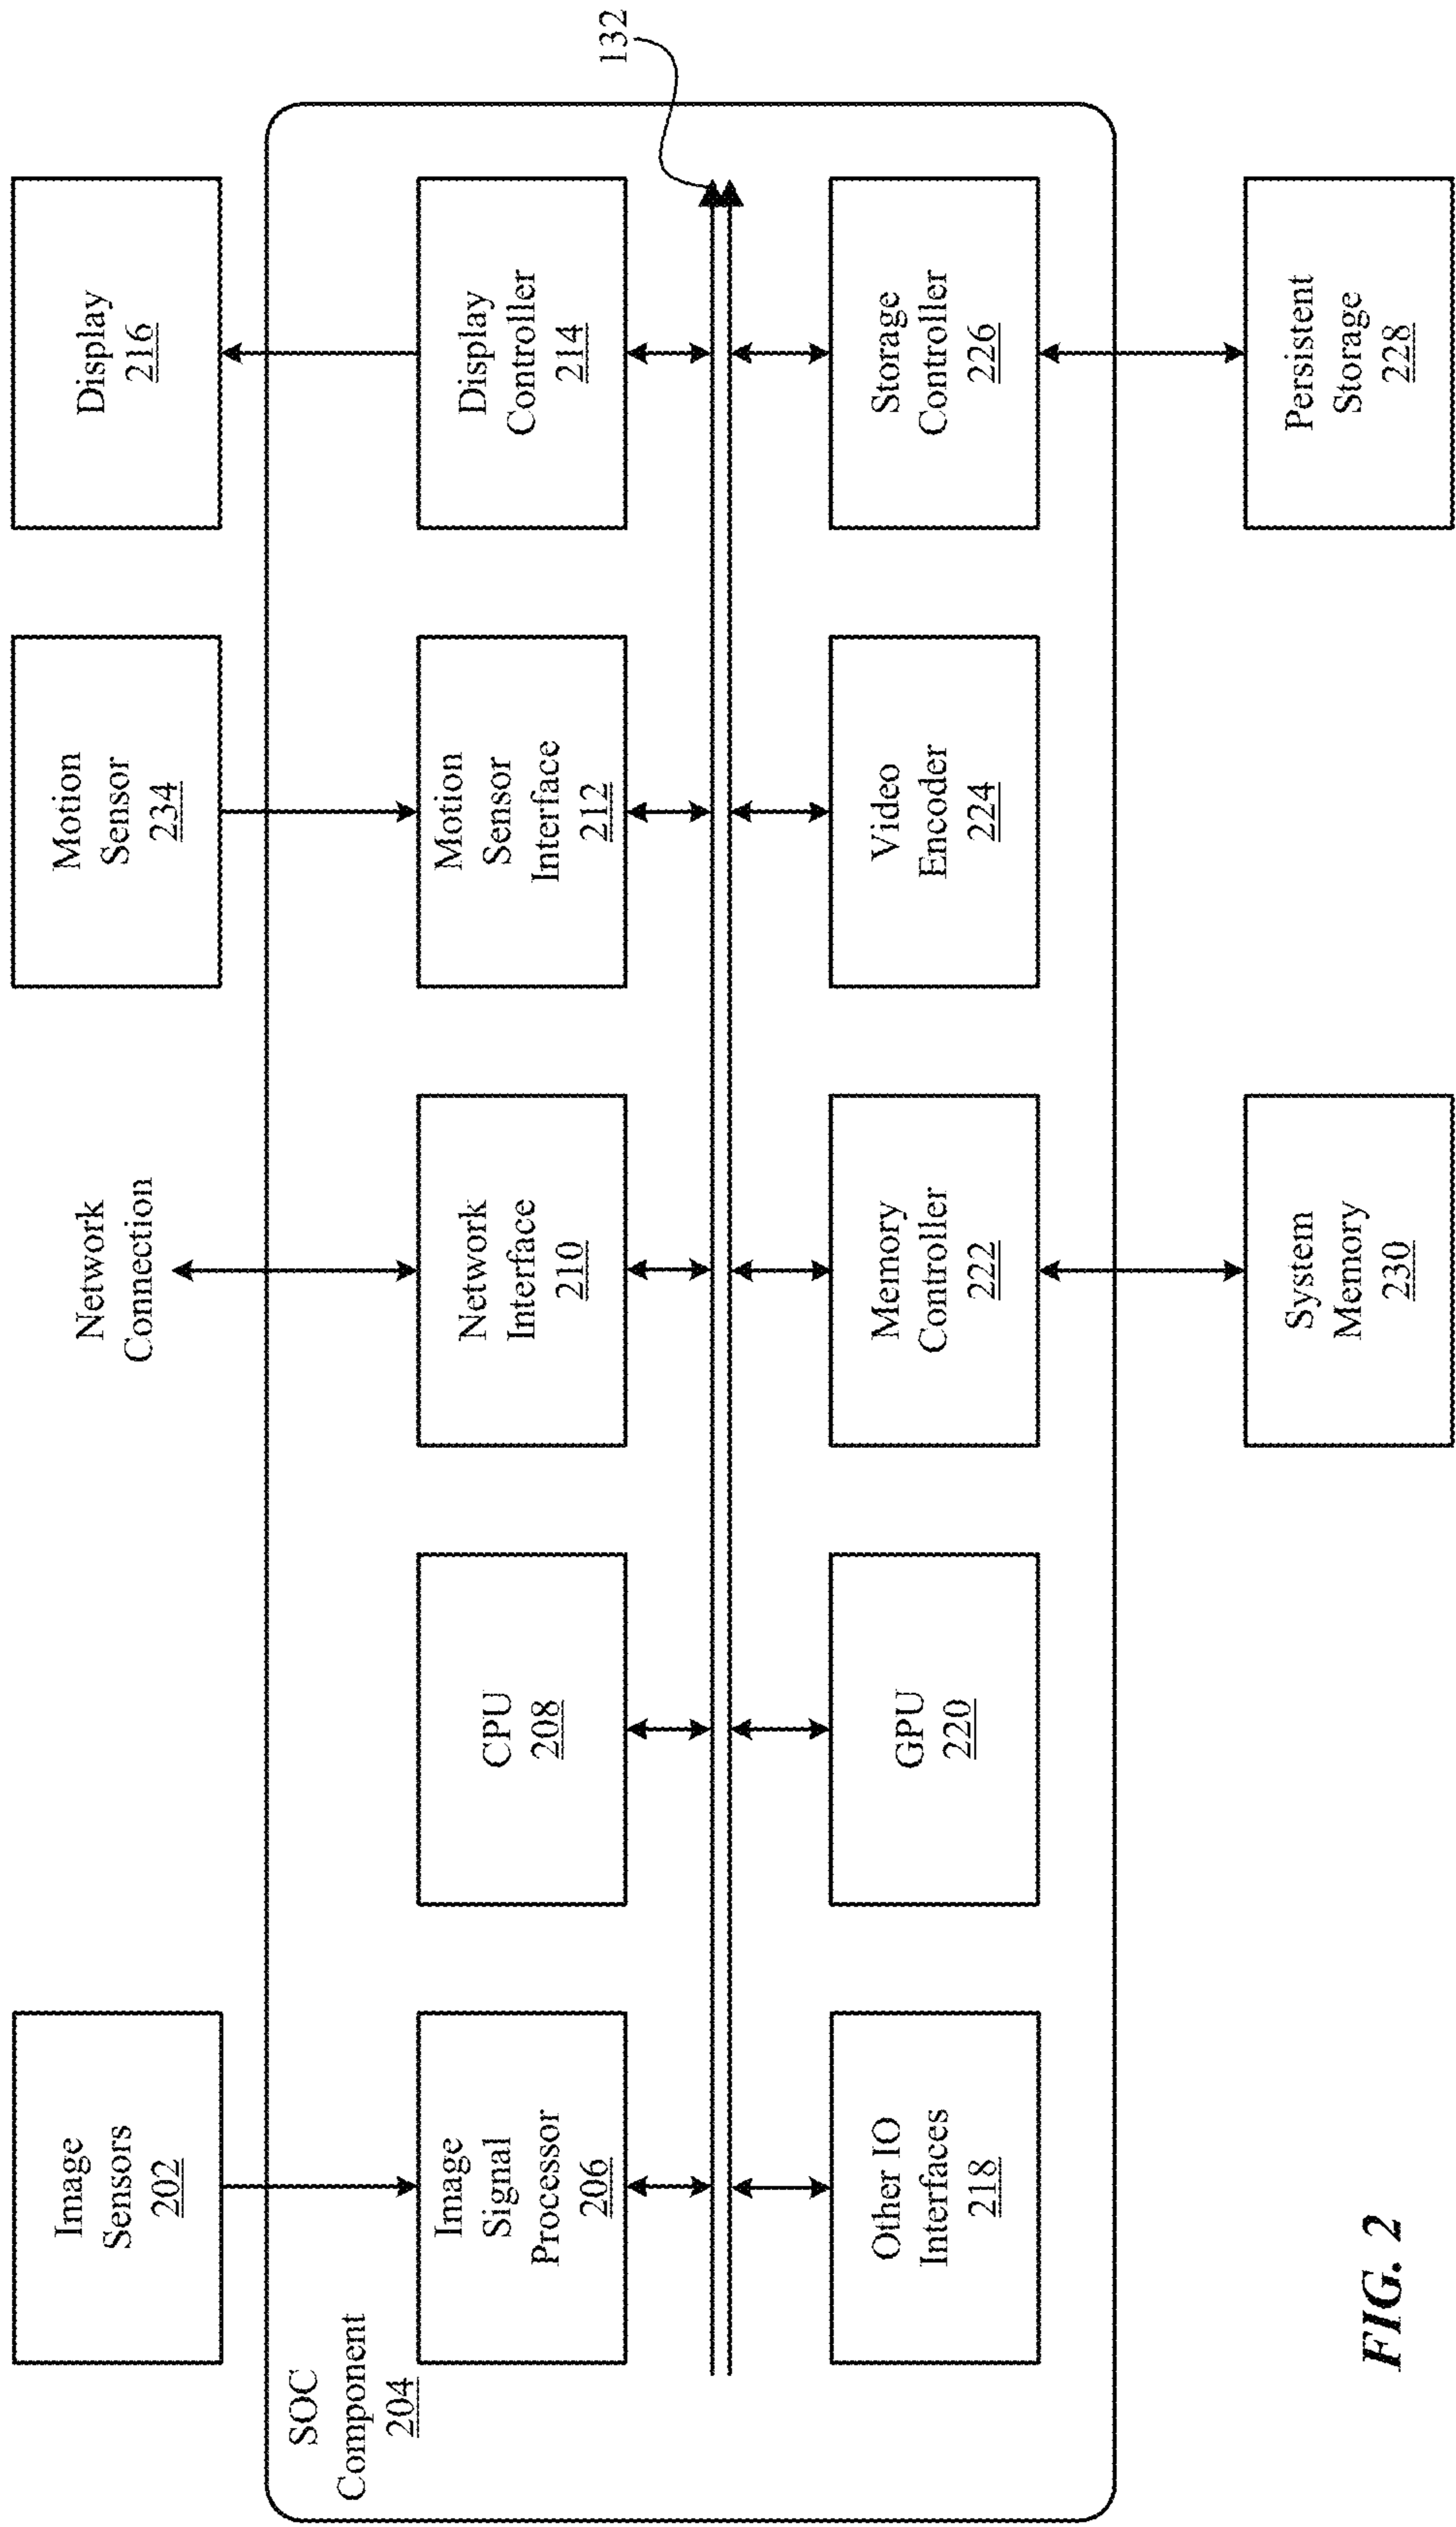 Image
Sensors
202
Network
Connection
Motion
Sensor
234
Display
216
SOC
Component
204
Image
Signal
Processor
206
CPU
208
Network
Interface
210
Motion
Sensor
Interface
212
Display
Controller
214
132
Other IO
Interfaces
218
GPU
220
Memory
Controller
222
Video
Encoder
224
Storage
Controller
226
System
Memory
230
Persistent
Storage
228
FIG. 2